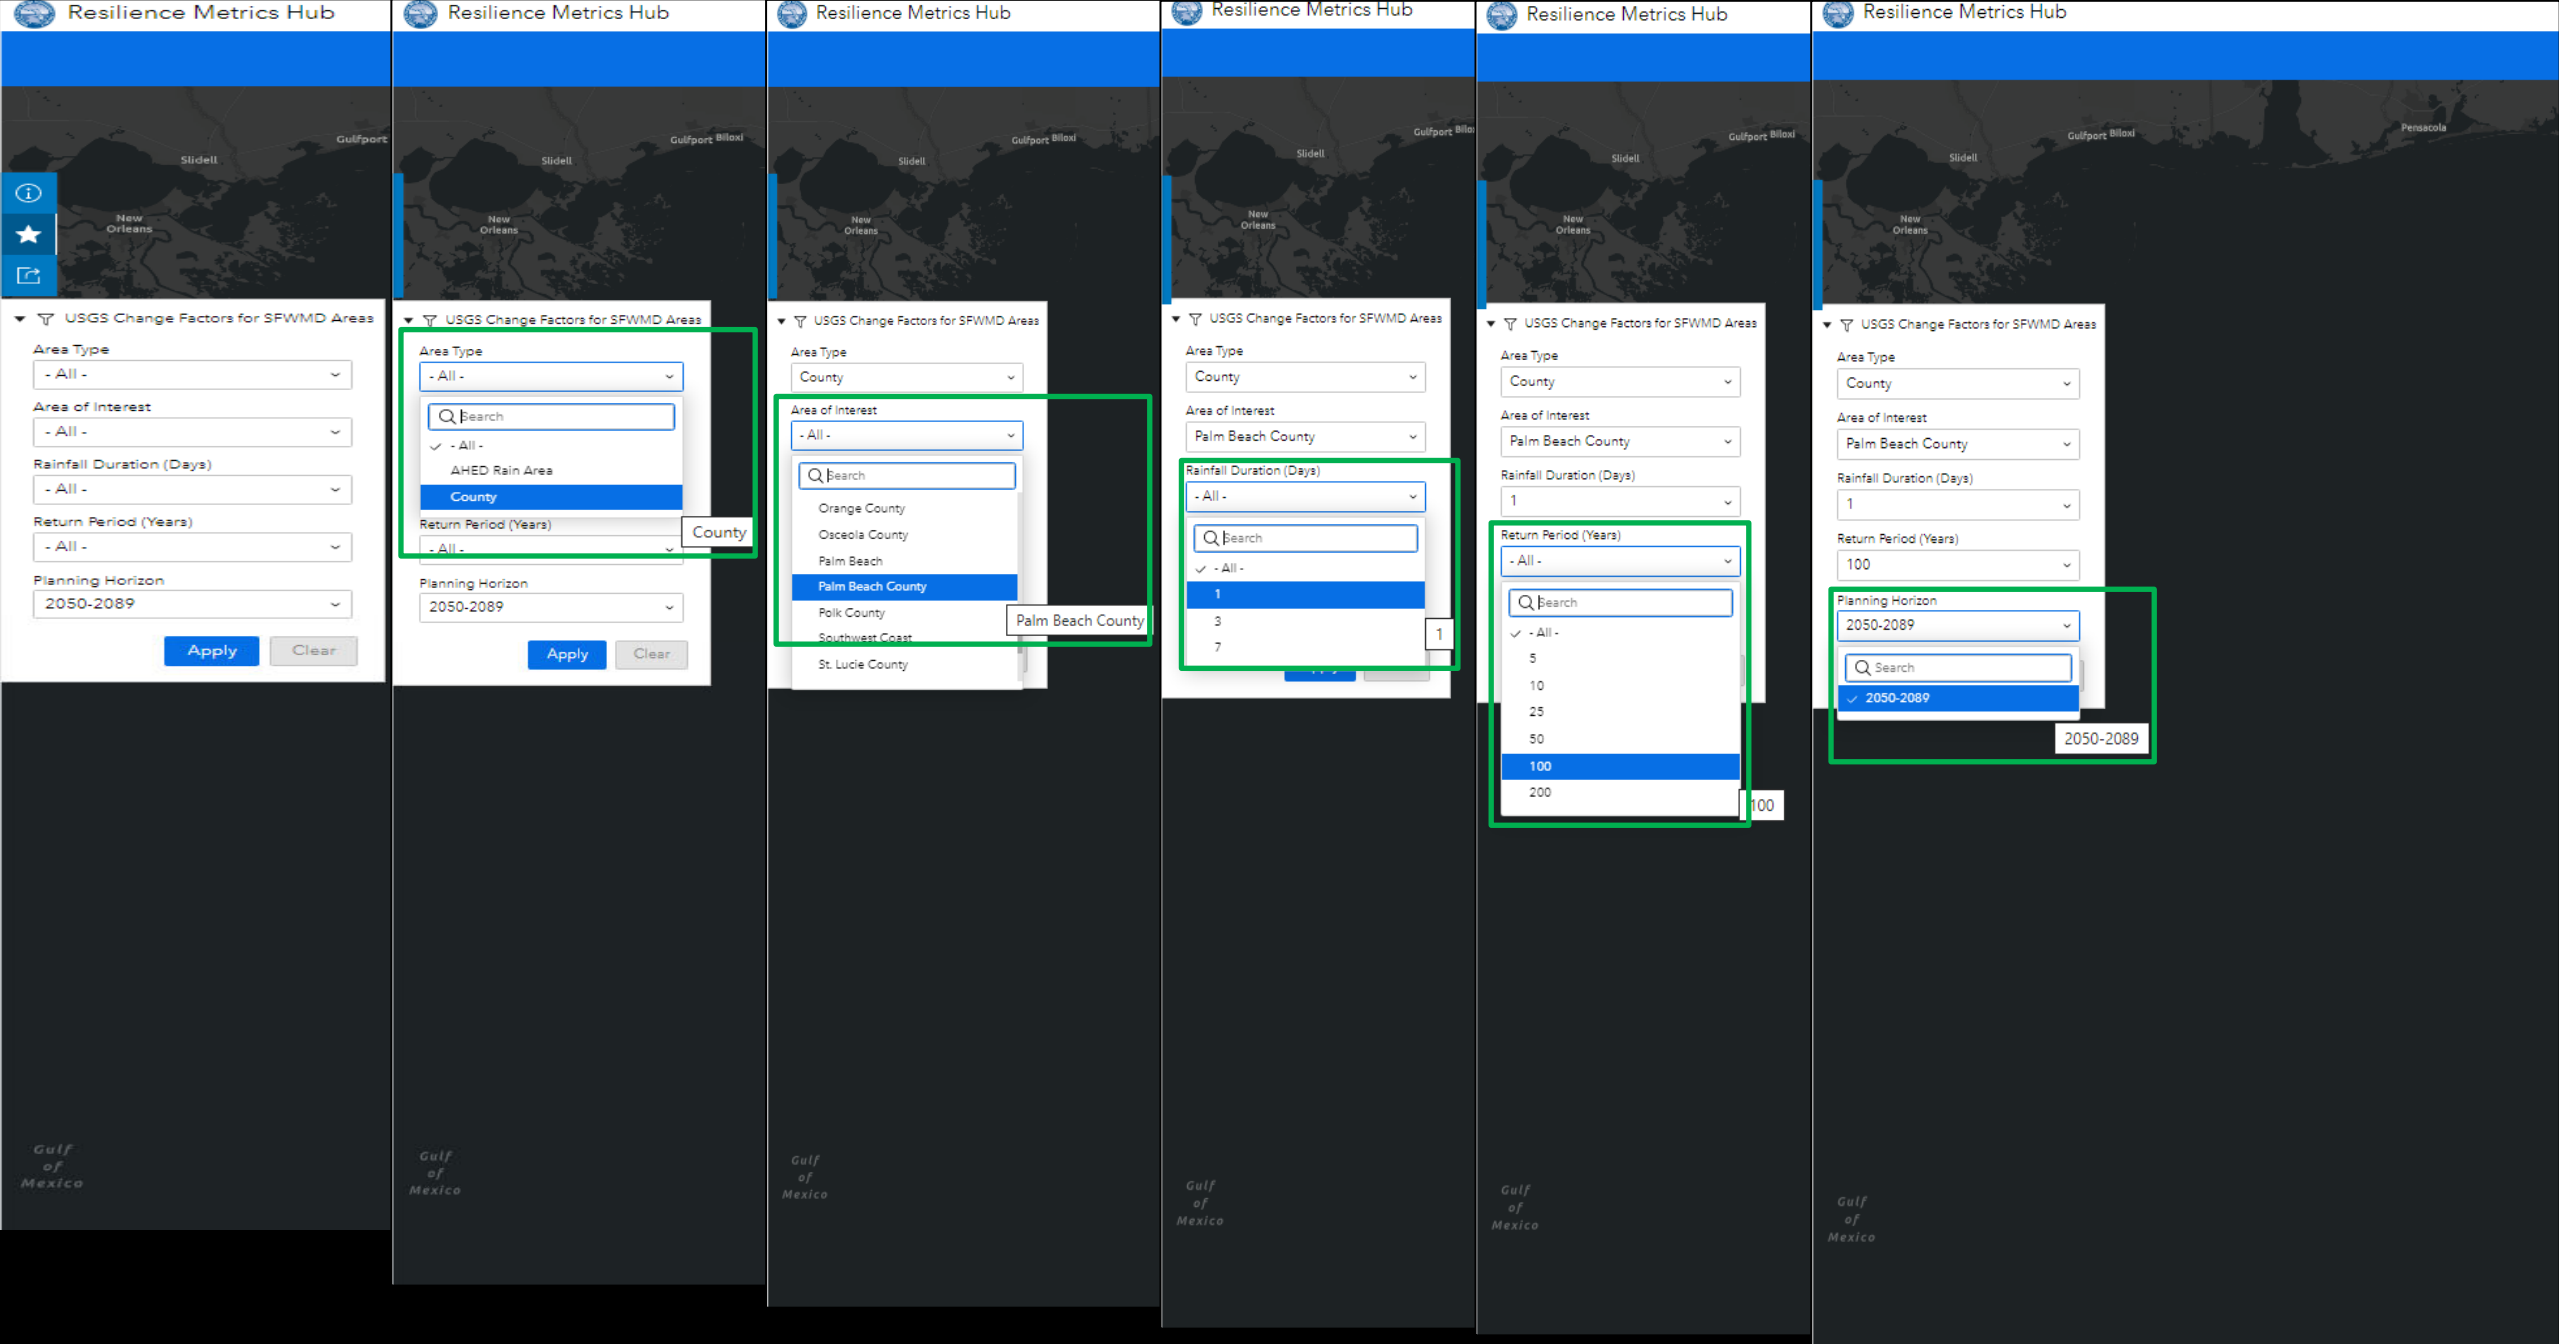 Resilience Metrics Hub
Gulfport
Slidell
New
Orleans
USGS Change Factors for SFWMD Areas
Area Type
- All -
Area of Interest
- All -
Rainfall Duration (Days)
- All -
Return Period (Years)
- All -
Planning Horizon
2050-2089
Apply
Clear
Gulf
of
Mexico
Resilience Metrics Hub
Gulfport Biloxi
Slidell
New
Orleans
USGS Change Factors for SFWMD Areas
Area Type
- All -
Search
- All -
AHED Rain Area
County
County
Return Period (Years)
- All -
Planning Horizon
2050-2089
Apply
Clear
Gulf
of
Mexico
Resilience Metrics Hub
Gulfport Biloxi
Slidell
New
Orleans
USGS Change Factors for SFWMD Areas
Area Type
County
Area of Interest
- All -
Search
Orange County
Osceola County
Palm Beach
Palm Beach County
Polk County
Palm Beach County
Southwest Coast
St. Lucie County
Gulf
of
Mexico
Resilience Metrics Hub
Gulfport Biloxi
Slidell
New
Orleans
USGS Change Factors for SFWMD Areas
Area Type
County
Area of Interest
Palm Beach County
Rainfall Duration (Days)
- All -
Search
- All -
1
3
1
7
Gulf
of
Mexico
Resilience Metrics Hub
Gulfport Biloxi
Slidell
New
Orleans
USGS Change Factors for SFWMD Areas
Area Type
County
Area of Interest
Palm Beach County
Rainfall Duration (Days)
1
Return Period (Years)
- All -
Search
- All -
5
10
25
50
100
200
100
Gulf
of
Mexico
Resilience Metrics Hub
Gulfport Biloxi
Pensacola
Slidell
New
Orleans
USGS Change Factors for SFWMD Areas
Area Type
County
Area of Interest
Palm Beach County
Rainfall Duration (Days)
1
Return Period (Years)
100
Planning Horizon
2050-2089
Search
2050-2089
2050-2089
Gulf
of
Mexico